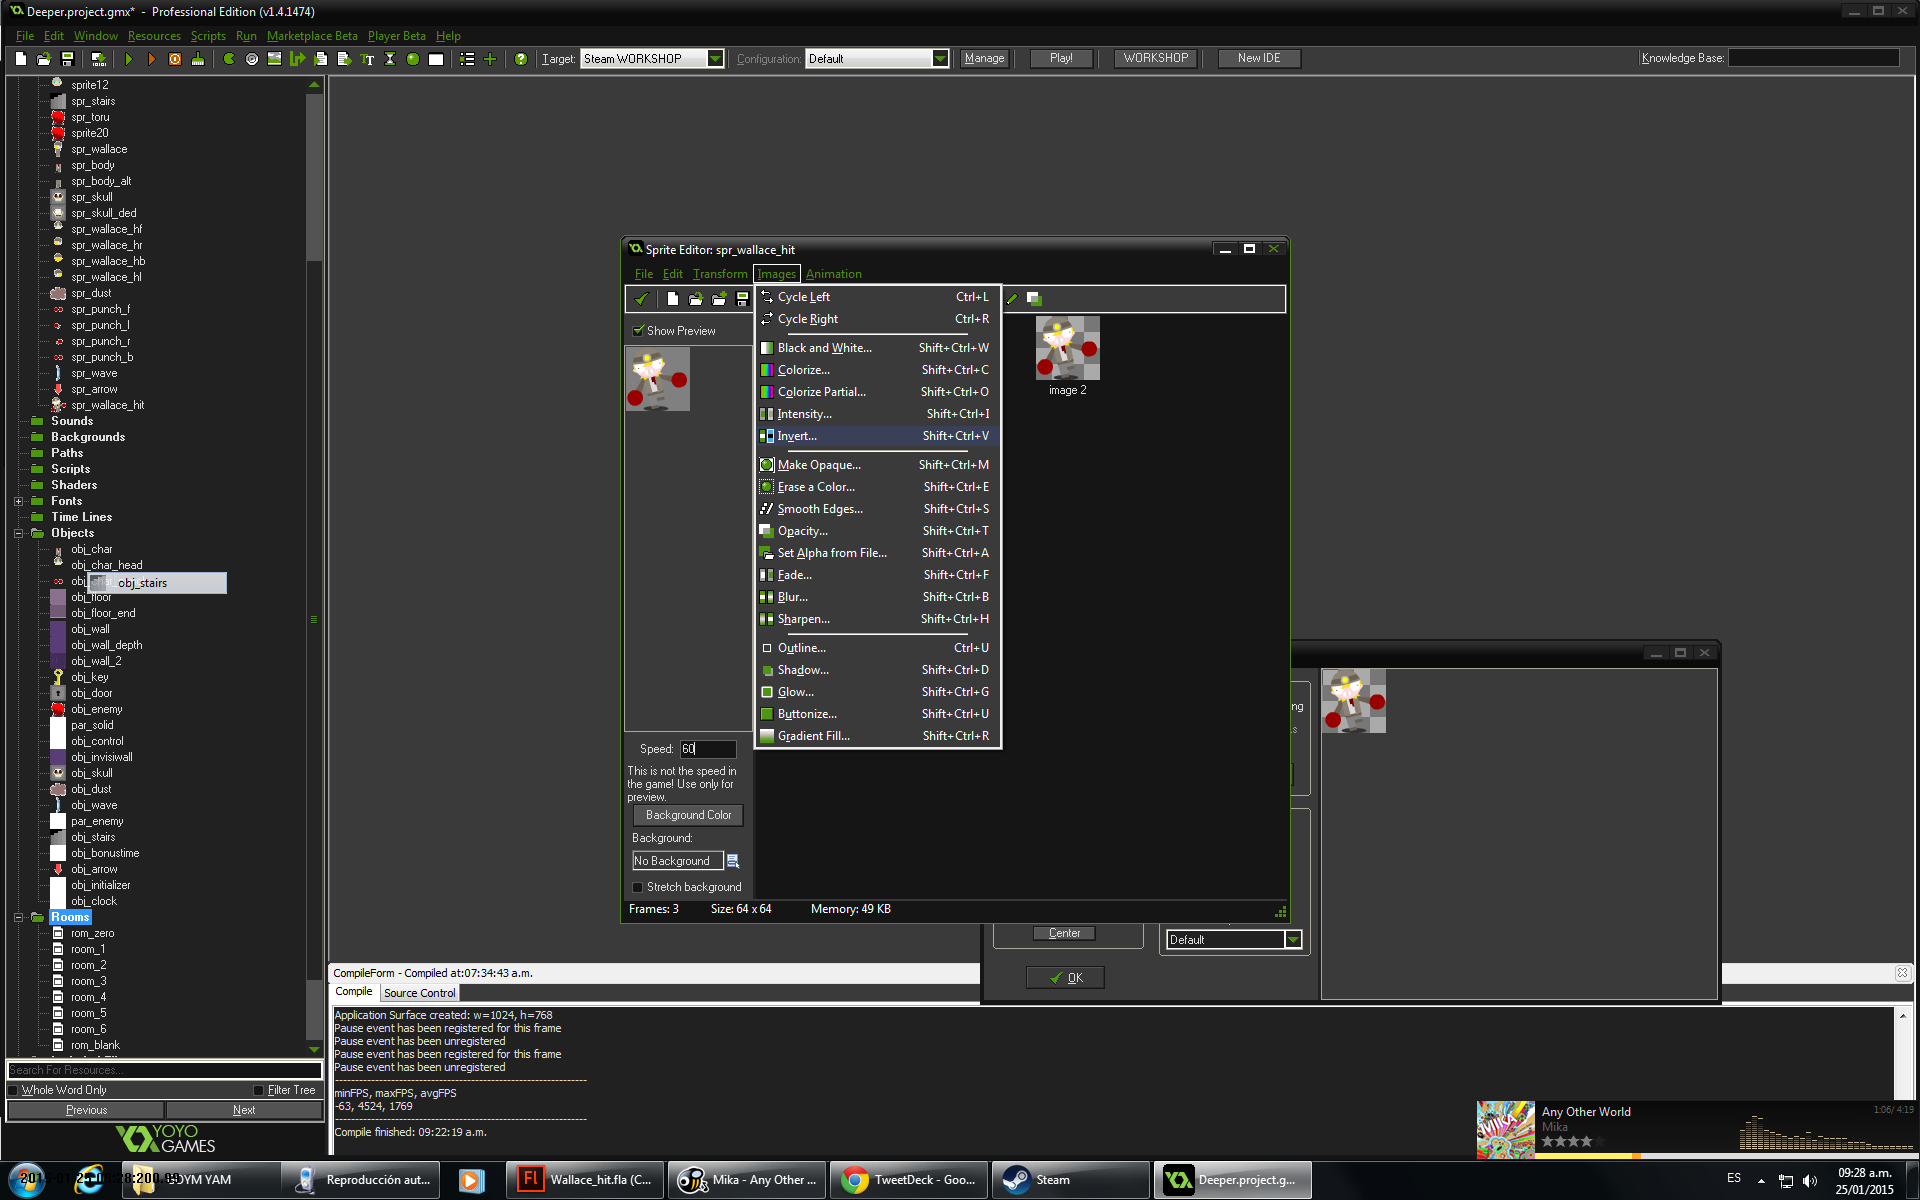 Deeper.project.gmx* - Professional Edition (v1.4.1474)
File Edit Window Resources Scripts Run Marketplace Beta Player Beta Help
Target: Steam WORKSHOP Configuration: Default Manage Play! WORKSHOP New IDE Knowledge Base:
sprite12
spr_stairs
spr_toru
sprite20
spr_wallace
spr_body
spr_body_alt
spr_skull
spr_skull_ded
spr_wallace_hf
spr_wallace_hr
spr_wallace_hb
spr_wallace_hl
spr_dust
spr_punch_f
spr_punch_l
spr_punch_r
spr_punch_b
spr_wave
spr_arrow
spr_wallace_hit
Sounds
Backgrounds
Paths
Scripts
Shaders
Fonts
Time Lines
Objects
obj_char
obj_char_head
obj_stairs
obj_floor
obj_floor_end
obj_wall
obj_wall_depth
obj_wall_2
obj_key
obj_door
obj_enemy
par_solid
obj_control
obj_invisiwall
obj_skull
obj_dust
obj_wave
par_enemy
obj_stairs
obj_bonustime
obj_arrow
obj_initializer
obj_clock
Rooms
rom_zero
room_1
room_2
room_3
room_4
room_5
room_6
rom_blank
Search For Resources...
Whole Word Only Filter Tree
Previous Next
YOYO
GAMES
Sprite Editor: spr_wallace_hit
File Edit Transform Images Animation
Show Preview
Cycle Left Ctrl+L
Cycle Right Ctrl+R
Black and White... Shift+Ctrl+W
Colorize... Shift+Ctrl+C
Colorize Partial... Shift+Ctrl+O
Intensity... Shift+Ctrl+I
Invert... Shift+Ctrl+V
Make Opaque... Shift+Ctrl+M
Erase a Color... Shift+Ctrl+E
Smooth Edges... Shift+Ctrl+S
Opacity... Shift+Ctrl+T
Set Alpha from File... Shift+Ctrl+A
Fade... Shift+Ctrl+F
Blur... Shift+Ctrl+B
Sharpen... Shift+Ctrl+H
Outline... Ctrl+U
Shadow... Shift+Ctrl+D
Glow... Shift+Ctrl+G
Buttonize... Shift+Ctrl+U
Gradient Fill... Shift+Ctrl+R
image 2
Speed: 60
This is not the speed in
the game! Use only for
preview.
Background Color
Background:
No Background
Stretch background
Frames: 3 Size: 64 x 64 Memory: 49 KB
ng
Center
Default
OK
CompileForm - Compiled at:07:34:43 a.m.
Compile Source Control
Application Surface created: w=1024, h=768
Pause event has been registered for this frame
Pause event has been unregistered
Pause event has been registered for this frame
Pause event has been unregistered
minFPS, maxFPS, avgFPS
-63, 4524, 1769
Compile finished: 09:22:19 a.m.
MIKA
Any Other World 1:06/ 4:19
Mika
YAM
Reproducción aut...
Wallace_hit.fla (C...
Mika - Any Other ...
TweetDeck - Goo...
Steam
Deeper.project.g...
ES
09:28 a.m.
25/01/2015